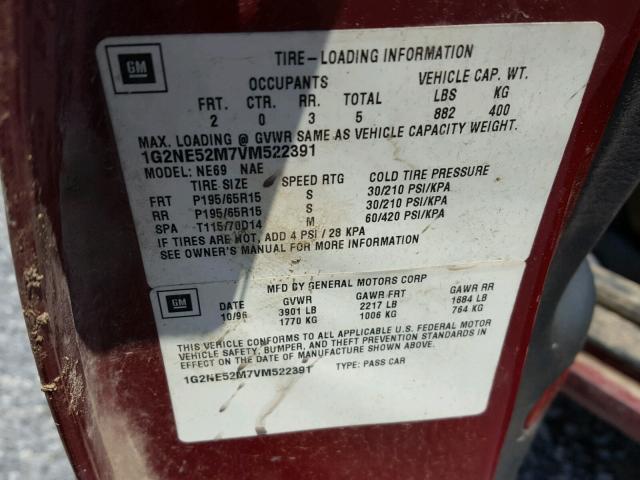 GM
TIRE-LOADING INFORMATION
OCCUPANTS VEHICLE CAP. WT.
FRT. CTR. RR. TOTAL LBS KG
2 0 3 5 882 400
MAX. LOADING @ GVWR SAME AS VEHICLE CAPACITY WEIGHT.
1G2NE52M7VM522391
MODEL: NE69 NAE
TIRE SIZE SPEED RTG COLD TIRE PRESSURE
FRT P195/65R15 S 30/210 PSI/KPA
RR P195/65R15 S 30/210 PSI/KPA
SPA T115/70D14 M 60/420 PSI/KPA
IF TIRES ARE HOT, ADD 4 PSI / 28 KPA
SEE OWNER'S MANUAL FOR MORE INFORMATION
GM
MFD BY GENERAL MOTORS CORP
DATE GVWR GAWR FRT GAWR RR
10/96 3901 LB 2217 LB 1684 LB
1770 KG 1006 KG 764 KG
THIS VEHICLE CONFORMS TO ALL APPLICABLE U.S. FEDERAL MOTOR
VEHICLE SAFETY, BUMPER, AND THEFT PREVENTION STANDARDS IN
EFFECT ON THE DATE OF MANUFACTURE SHOWN ABOVE.
1G2NE52M7VM522391 TYPE: PASS CAR